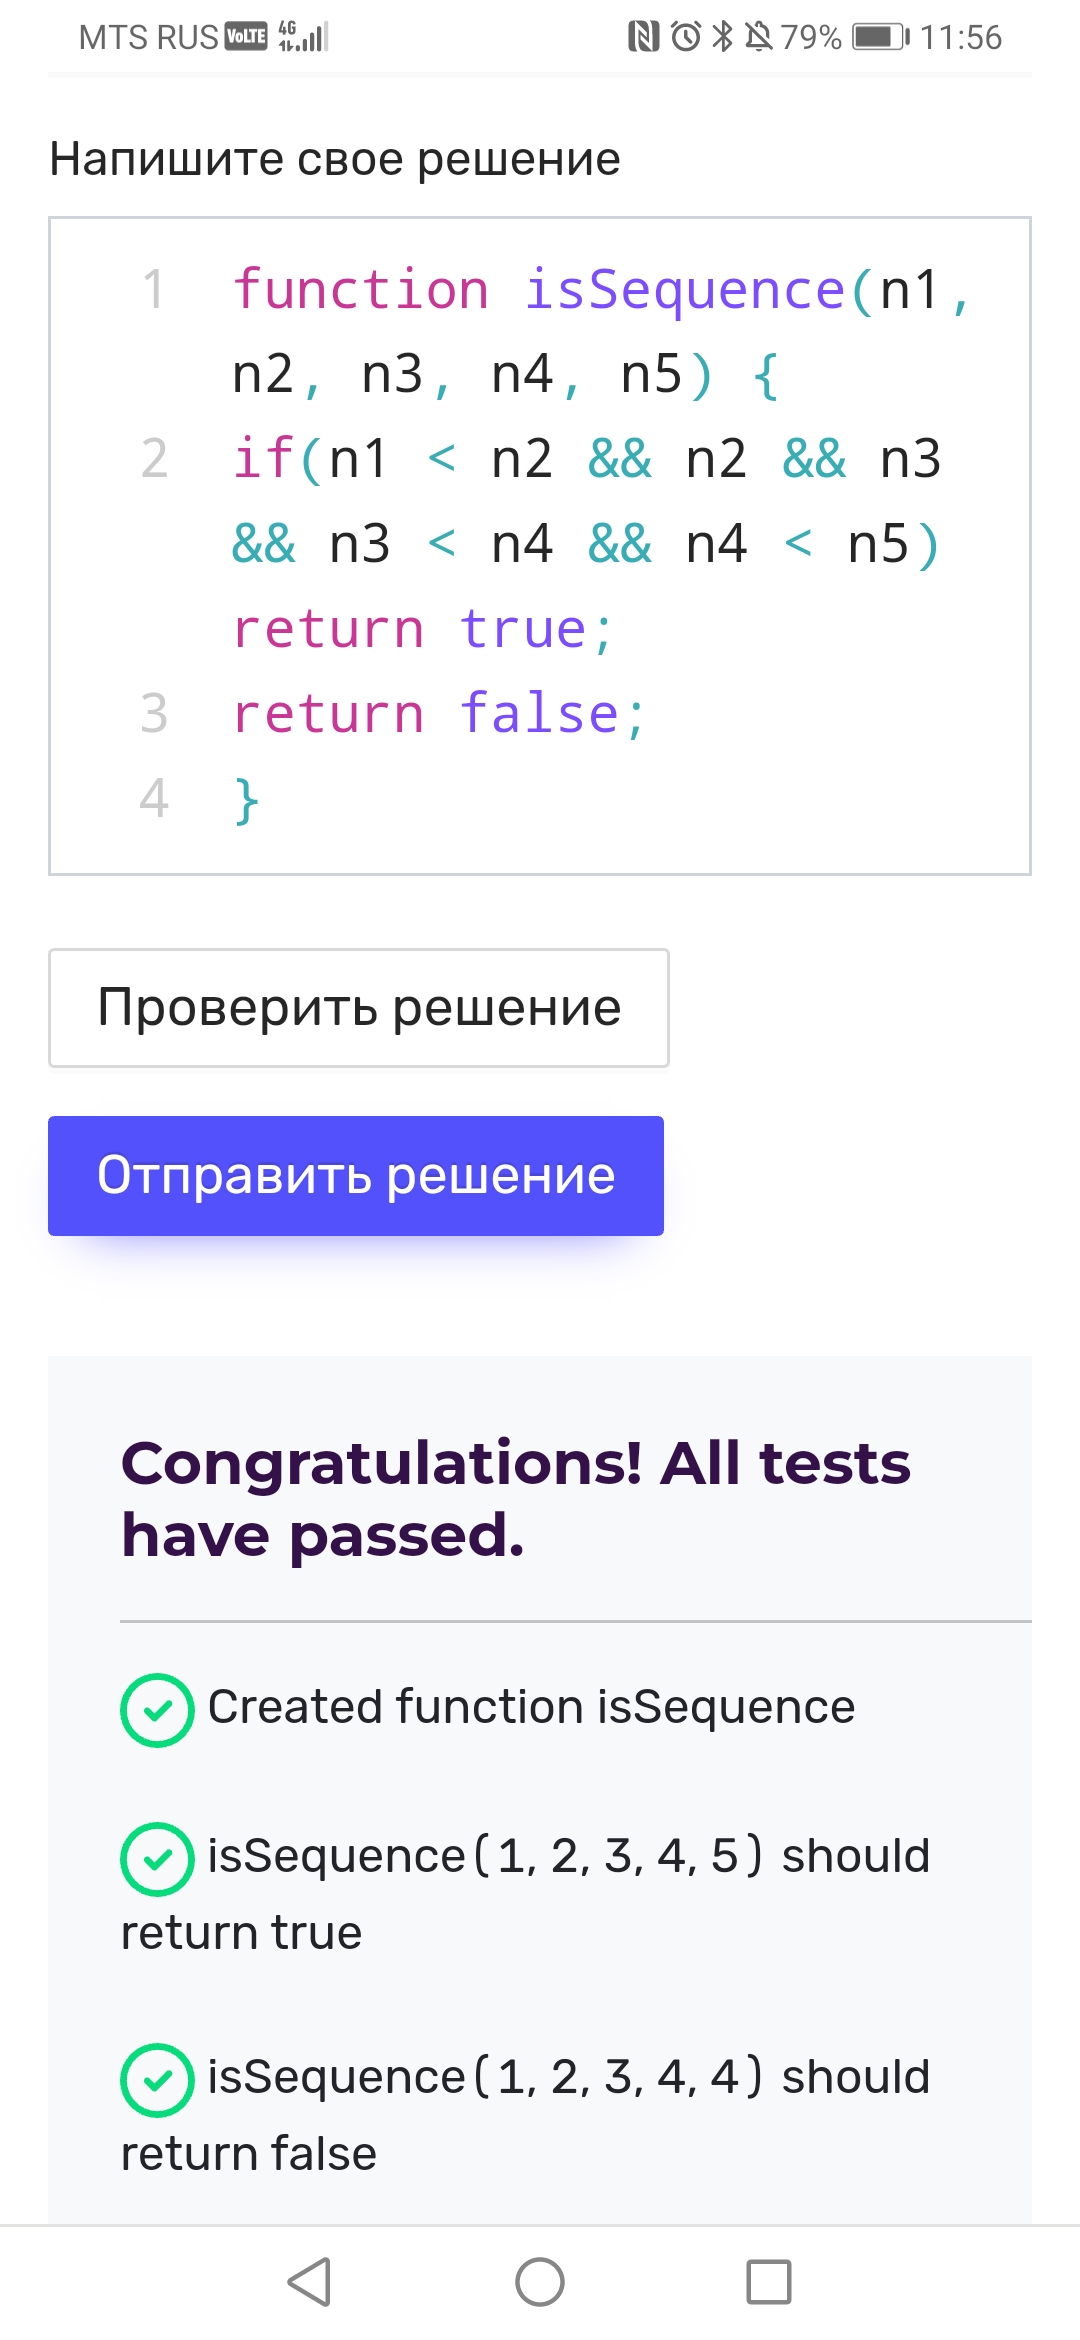 MTS RUS VoLTE 4G 79% 11:56
Напишите свое решение
1 function isSequence(n1,
n2, n3, n4, n5) {
2 if(n1 < n2 && n2 && n3
&& n3 < n4 && n4 < n5)
return true;
3 return false;
4 }
Проверить решение
Отправить решение
Congratulations! All tests
have passed.
Created function isSequence
isSequence(1, 2, 3, 4, 5) should
return true
isSequence(1, 2, 3, 4, 4) should
return false